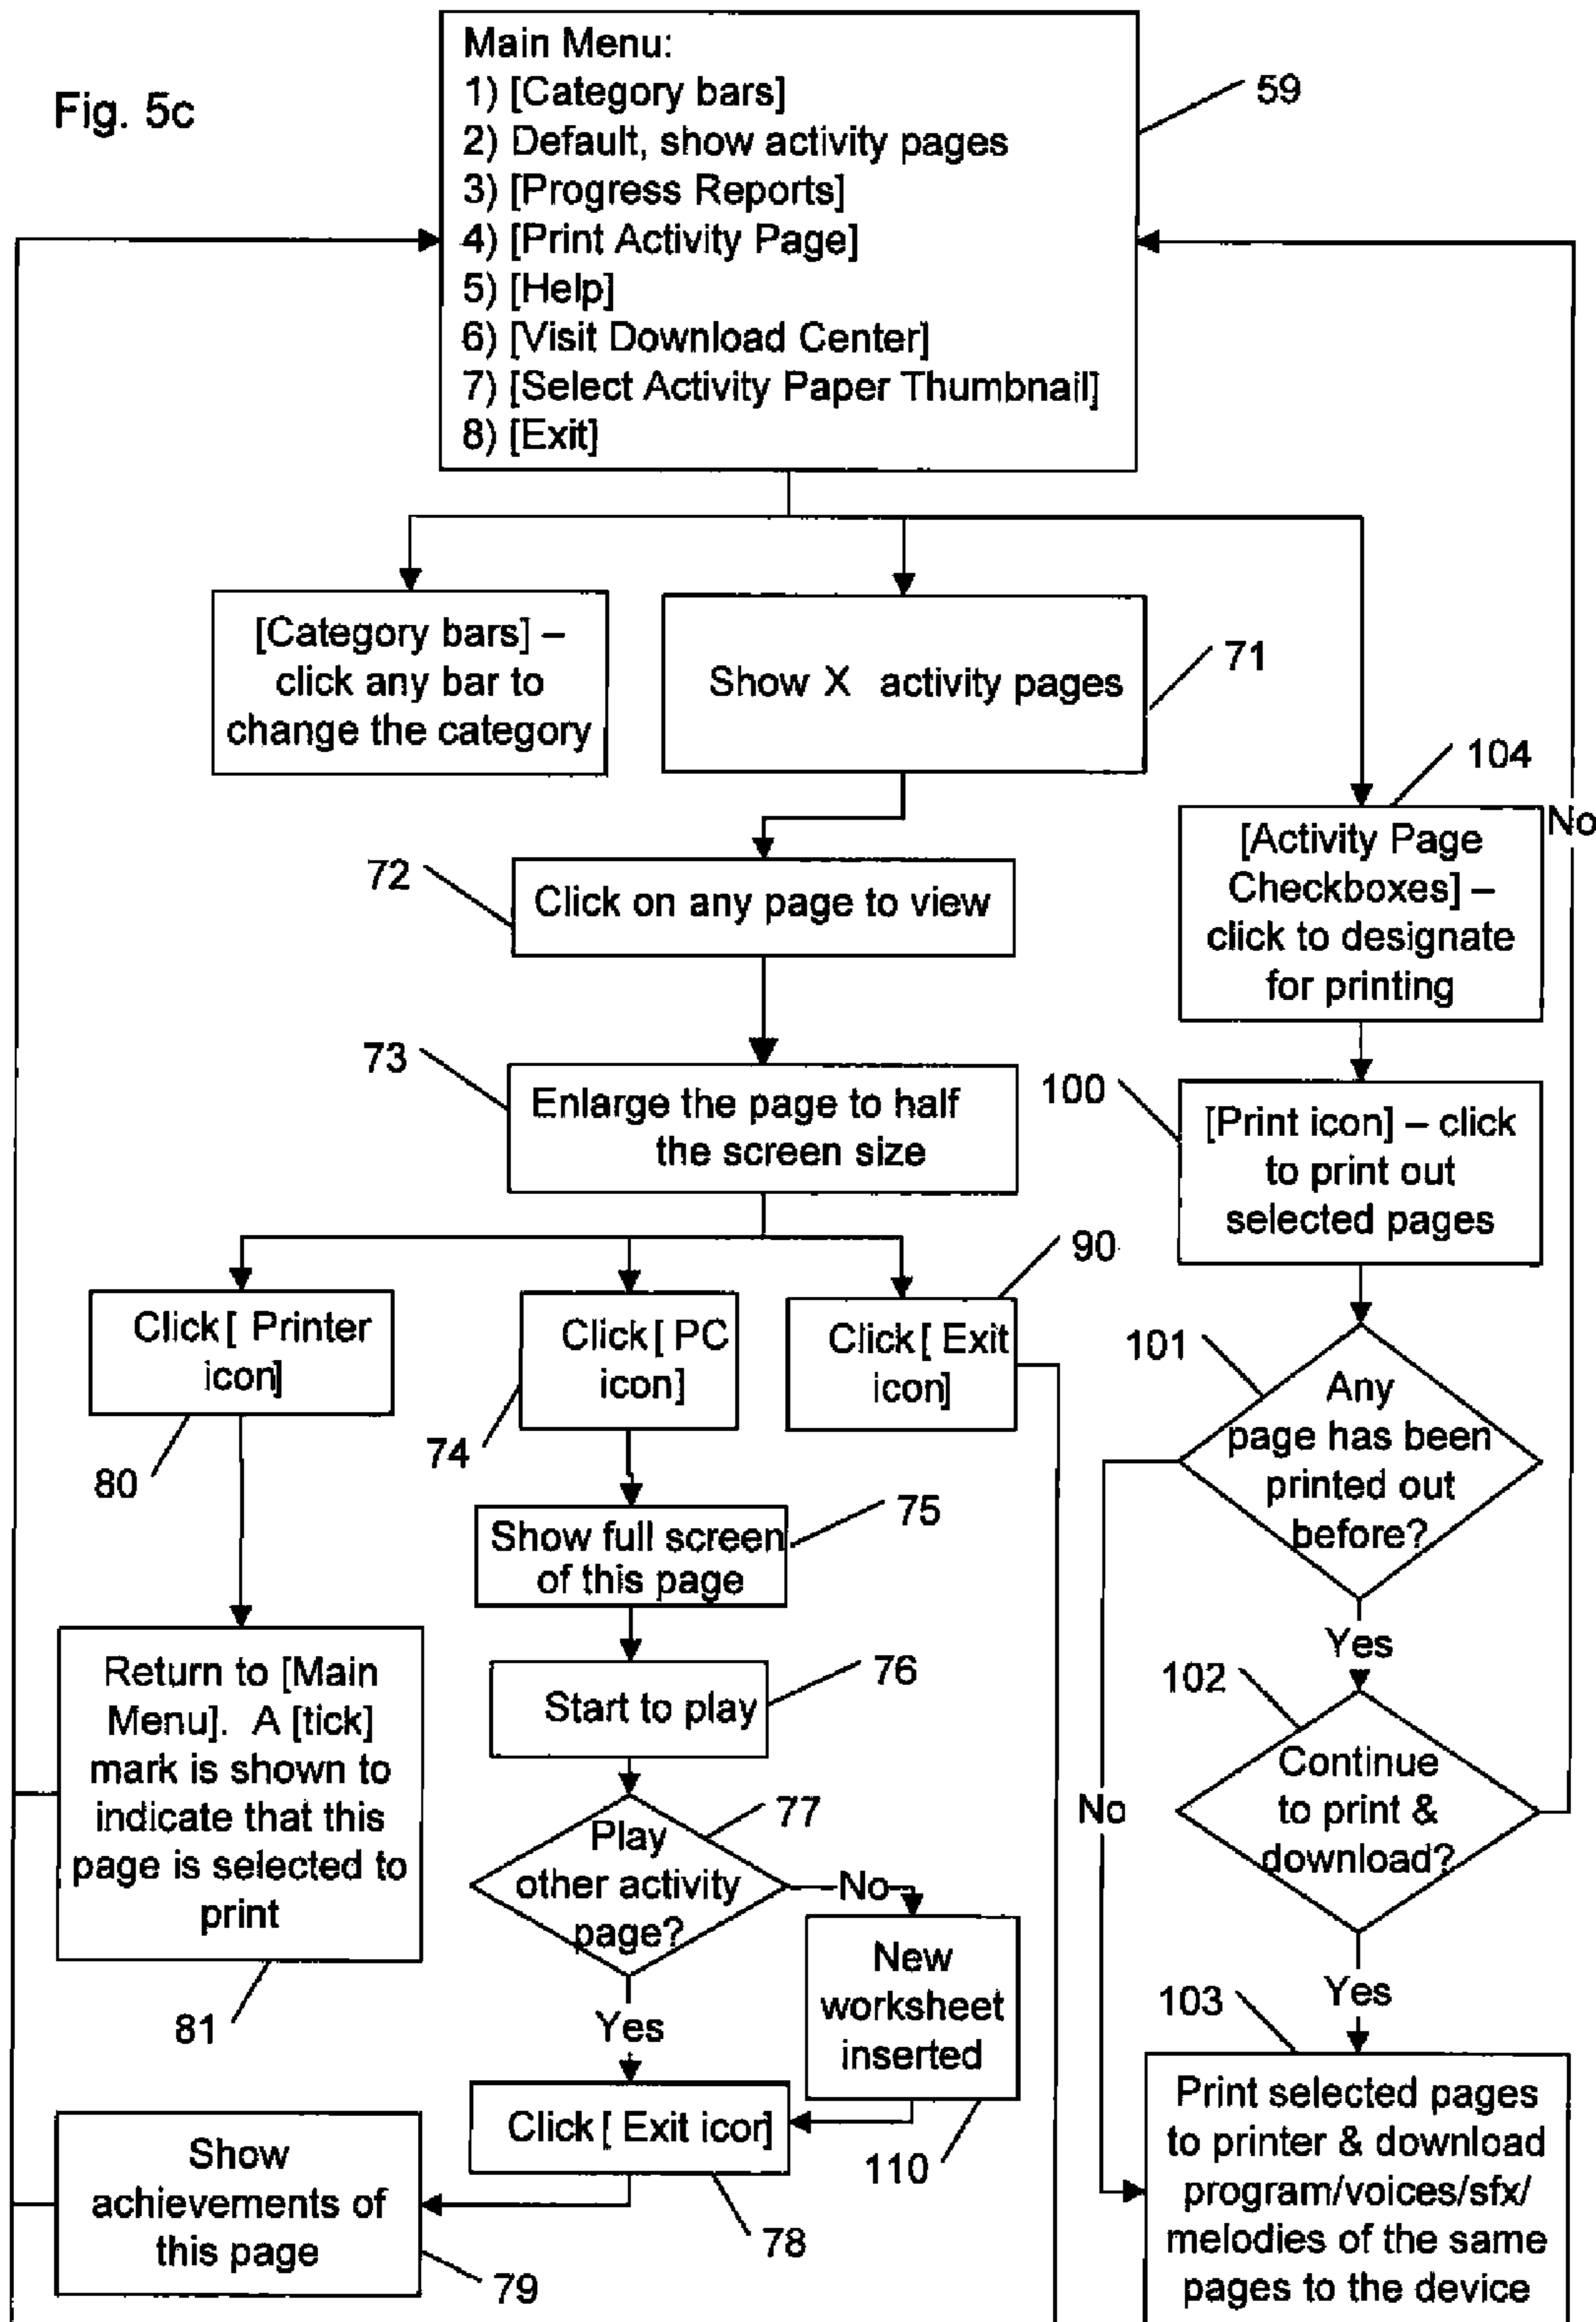 Fig. 5c
Main Menu:
1) [Category bars]
2) Default, show activity pages
3) [Progress Reports]
4) [Print Activity Page]
5) [Help]
6) [Visit Download Center]
7) [Select Activity Paper Thumbnail]
8) [Exit]
59
[Category bars] –
click any bar to
change the category
Show X activity pages
71
104
No
[Activity Page
Checkboxes] –
click to designate
for printing
72
Click on any page to view
73
Enlarge the page to half
the screen size
100
[Print icon] – click
to print out
selected pages
90
Click [ Printer
icon]
80
Click [ PC
icon]
74
Click [ Exit
icon]
101
Any
page has been
printed out
before?
Yes
No
75
Show full screen
of this page
76
Start to play
77
Play
other activity
page?
No
Yes
New
worksheet
inserted
110
Click [ Exit icon]
78
Return to [Main
Menu]. A [tick]
mark is shown to
indicate that this
page is selected to
print
81
Show
achievements of
this page
79
102
Continue
to print &
download?
Yes
103
Print selected pages
to printer & download
program/voices/sfx/
melodies of the same
pages to the device